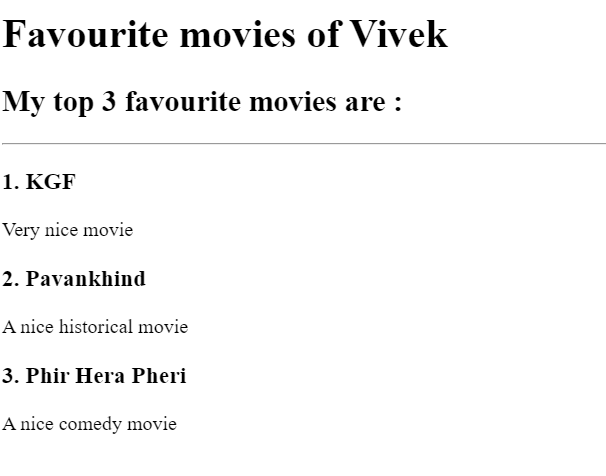 Favourite movies of Vivek
My top 3 favourite movies are :
1. KGF
Very nice movie
2. Pavankhind
A nice historical movie
3. Phir Hera Pheri
A nice comedy movie